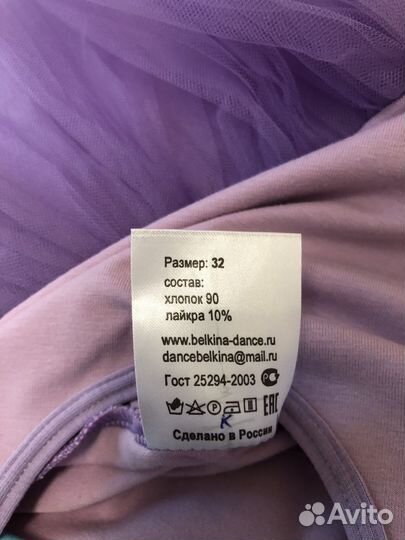 Размер: 32
состав:
хлопок 90
лайкра 10%
www.belkina-dance.ru
dancebelkina@mail.ru
Гост 25294-2003 РС
Р EAC
К
Сделано в России
Avito